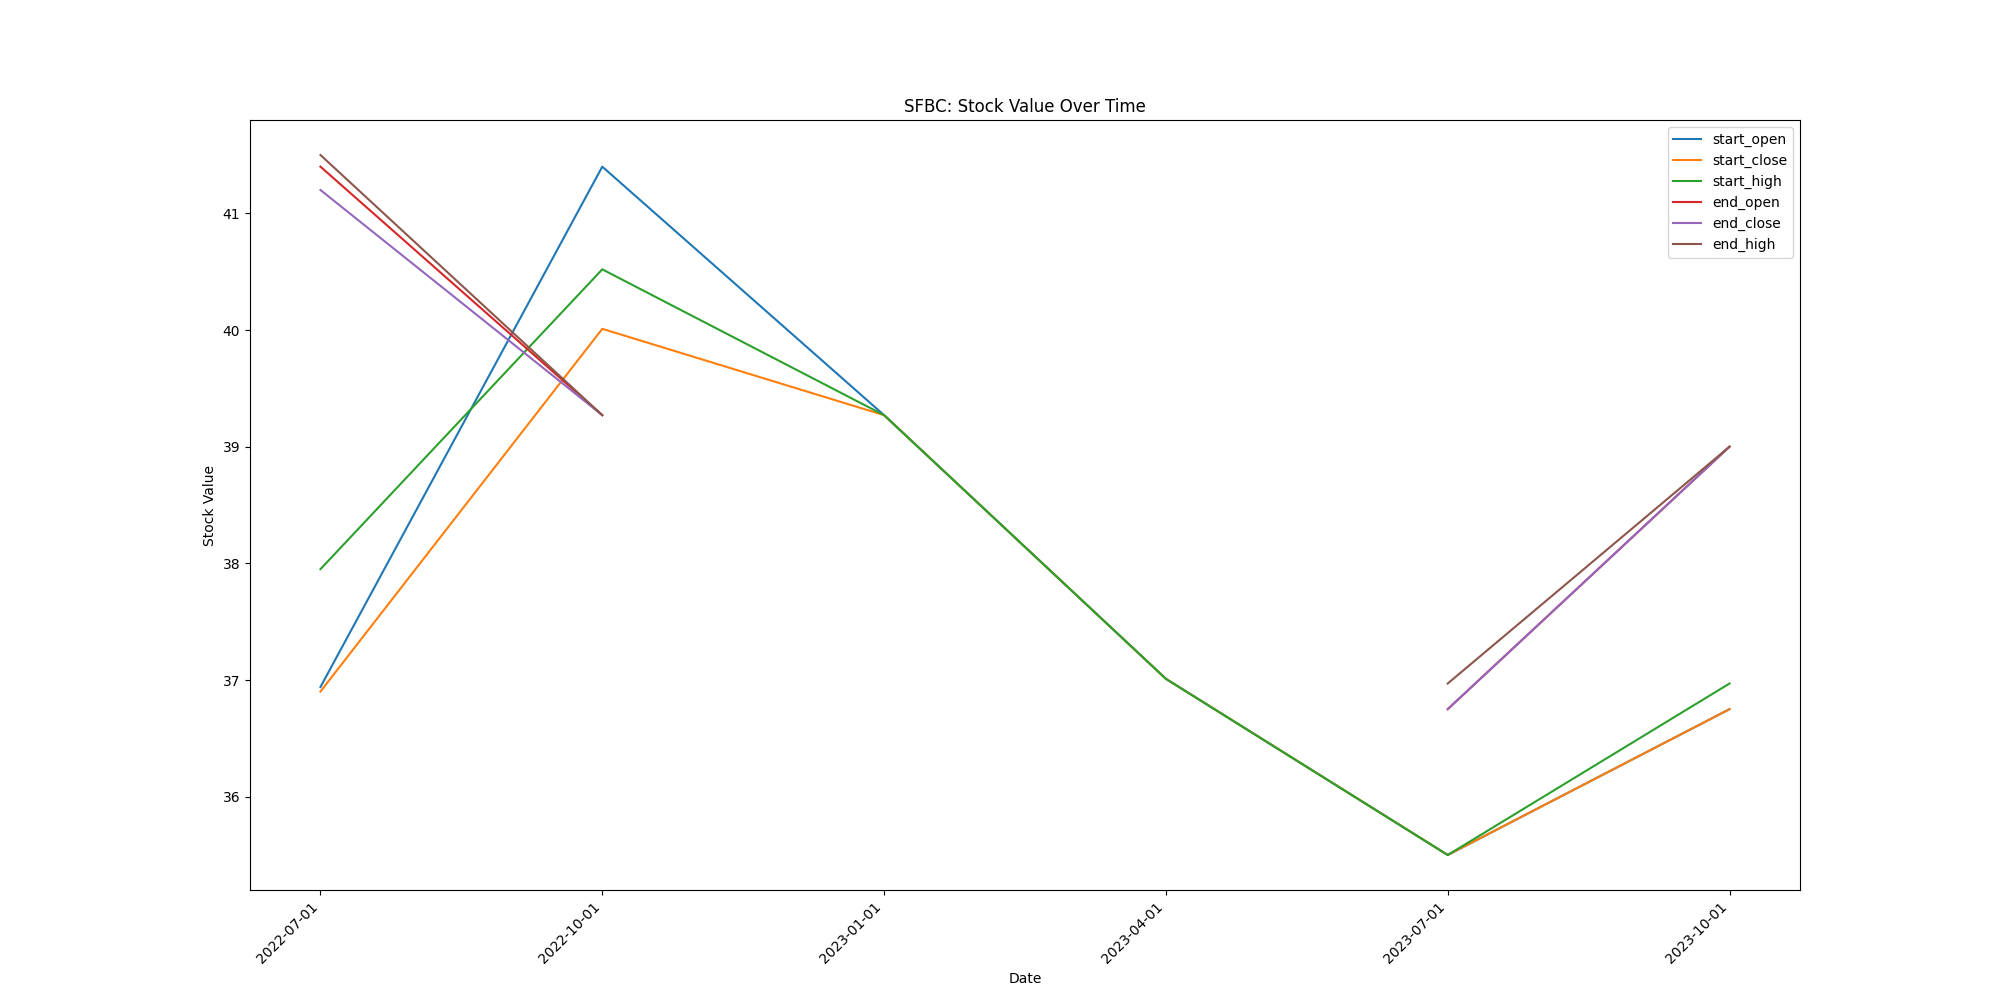 SFBC: Stock Value Over Time
start_open
start_close
start_high
end_open
end_close
end_high
Stock Value
41
40
39
38
37
36
2022-07-01
2022-10-01
2023-01-01
2023-04-01
2023-07-01
2023-10-01
Date